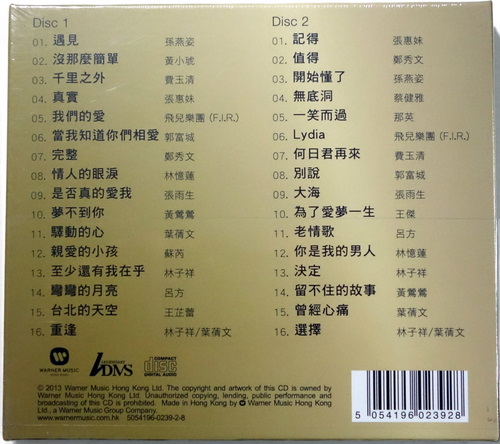 Disc 1
01. 遇見 孫燕姿
02. 沒那麼簡單 黃小琥
03. 千里之外 費玉清
04. 真實 張惠妹
05. 我們的愛 飛兒樂團 (F.I.R.)
06. 當我知道你們相愛 郭富城
07. 完整 鄭秀文
08. 情人的眼淚 林憶蓮
09. 是否真的愛我 張雨生
10. 夢不到你 黃鶯鶯
11. 驛動的心 葉蒨文
12. 親愛的小孩 蘇芮
13. 至少還有我在乎 林子祥
14. 彎彎的月亮 呂方
15. 台北的天空 王芷蕾
16. 重逢 林子祥/葉蒨文
Disc 2
01. 記得 張惠妹
02. 值得 鄭秀文
03. 開始懂了 孫燕姿
04. 無底洞 蔡健雅
05. 一笑而過 那英
06. Lydia 飛兒樂團 (F.I.R.)
07. 何日君再來 費玉清
08. 別說 郭富城
09. 大海 張雨生
10. 為了愛夢一生 王傑
11. 老情歌 呂方
12. 你是我的男人 林憶蓮
13. 決定 林子祥
14. 留不住的故事 黃鶯鶯
15. 曾經心痛 葉蒨文
16. 選擇 林子祥/葉蒨文
WARNER MUSIC
LEGENDARY
DMS
COMPACT
disc
DIGITAL AUDIO
© 2013 Warner Music Hong Kong Ltd. The copyright and artwork of this CD is owned by
Warner Music Hong Kong Ltd. Unauthorized copying, lending, public performance and
broadcasting of this CD is prohibited. Made in Hong Kong by Warner Music Hong Kong
Ltd., a Warner Music Group Company.
www.warnermusic.com.hk 5054196-0239-2-8
5 054196 023928